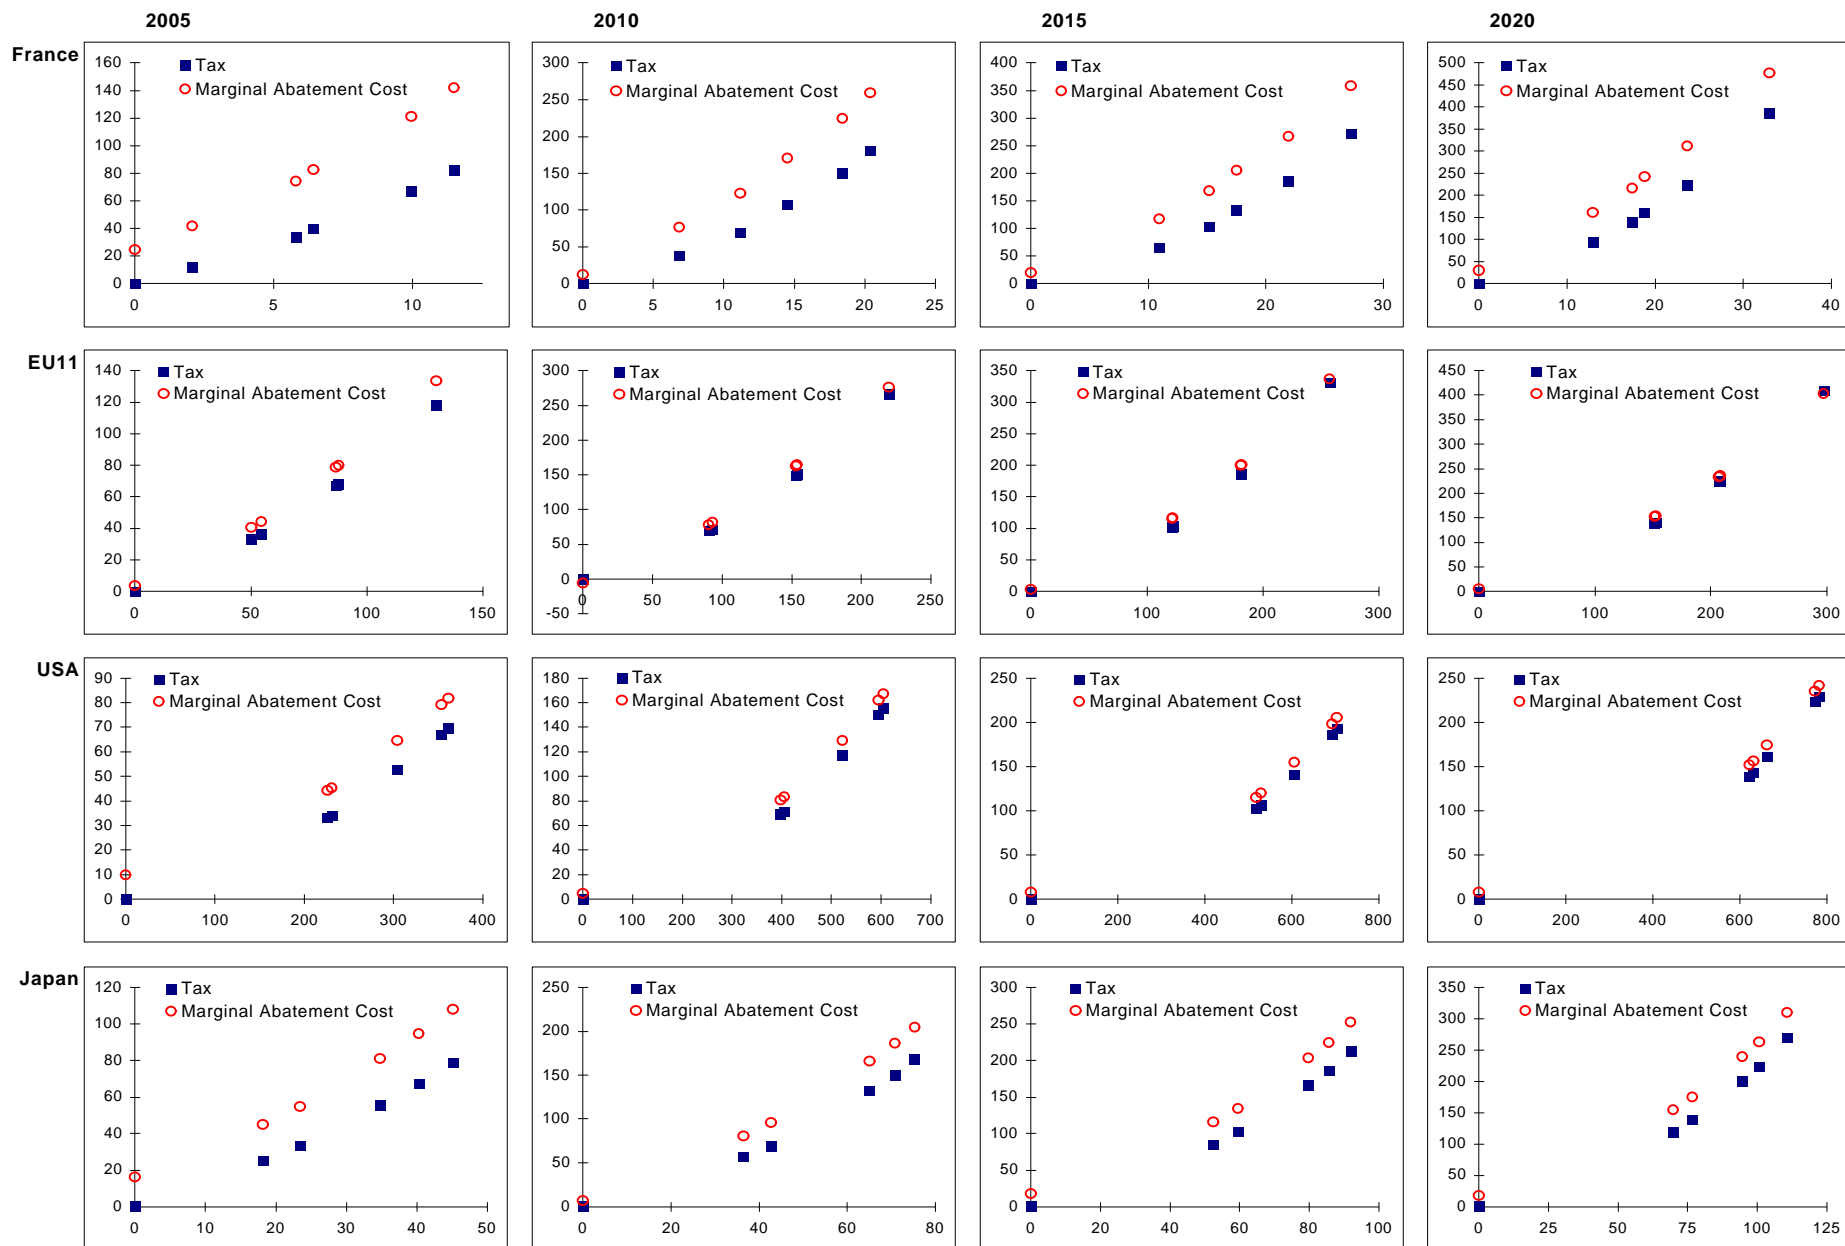 2005 2010 2015 2020
France
160 140 120 100 80 60 40 20 0
Tax
Marginal Abatement Cost
0 5 10
300 250 200 150 100 50 0
Tax
Marginal Abatement Cost
0 5 10 15 20 25
400 350 300 250 200 150 100 50 0
Tax
Marginal Abatement Cost
0 10 20 30
500 450 400 350 300 250 200 150 100 50 0
Tax
Marginal Abatement Cost
0 10 20 30 40
EU11
140 120 100 80 60 40 20 0
Tax
Marginal Abatement Cost
0 50 100 150
300 250 200 150 100 50 0 -50
Tax
Marginal Abatement Cost
0 50 100 150 200 250
350 300 250 200 150 100 50 0
Tax
Marginal Abatement Cost
0 100 200 300
450 400 350 300 250 200 150 100 50 0
Tax
Marginal Abatement Cost
0 100 200 300
USA
90 80 70 60 50 40 30 20 10 0
Tax
Marginal Abatement Cost
0 100 200 300 400
180 160 140 120 100 80 60 40 20 0
Tax
Marginal Abatement Cost
0 100 200 300 400 500 600 700
250 200 150 100 50 0
Tax
Marginal Abatement Cost
0 200 400 600 800
250 200 150 100 50 0
Tax
Marginal Abatement Cost
0 200 400 600 800
Japan
120 100 80 60 40 20 0
Tax
Marginal Abatement Cost
0 10 20 30 40 50
250 200 150 100 50 0
Tax
Marginal Abatement Cost
0 20 40 60 80
300 250 200 150 100 50 0
Tax
Marginal Abatement Cost
0 20 40 60 80 100
350 300 250 200 150 100 50 0
Tax
Marginal Abatement Cost
0 25 50 75 100 125